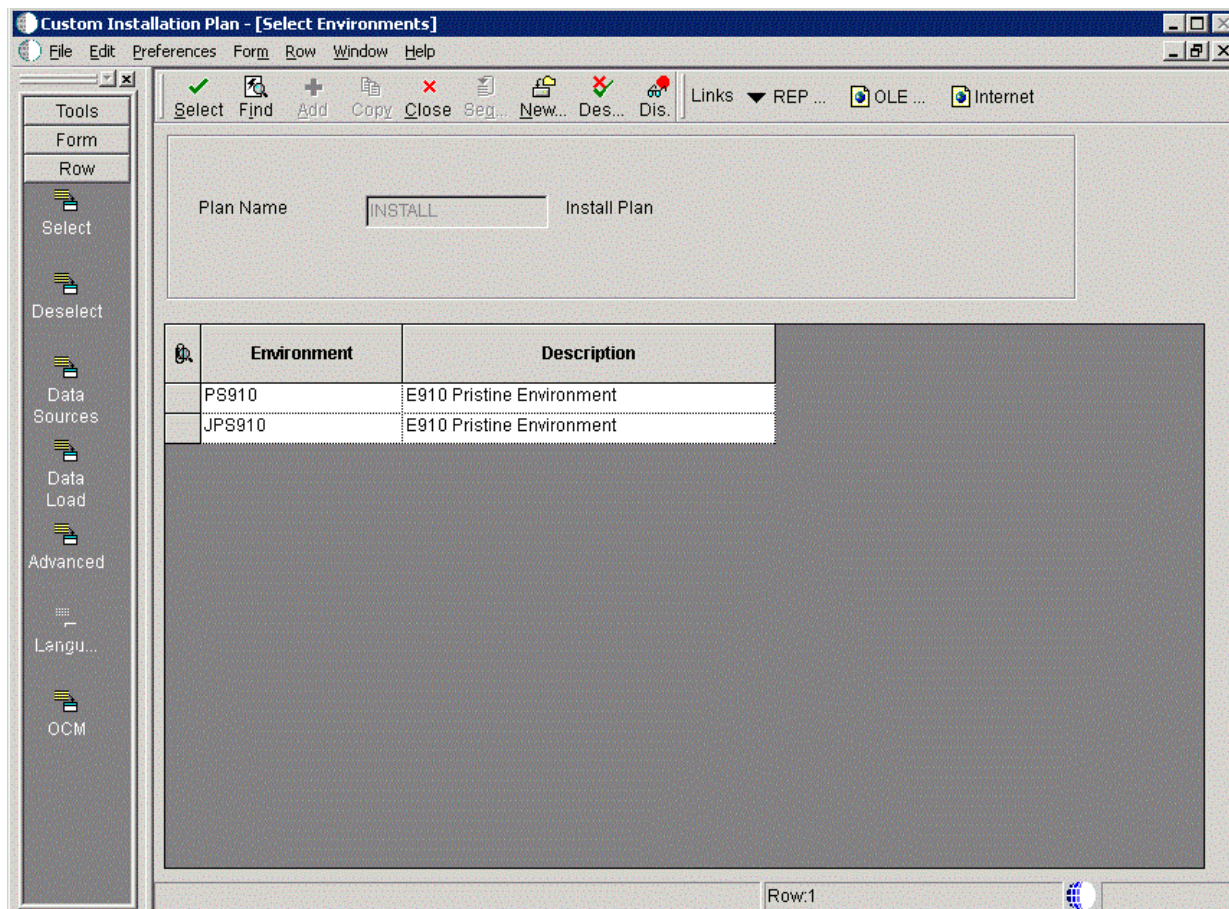 Custom Installation Plan - [Select Environments]
File Edit Preferences Form Row Window Help
Tools
Form
Row
Select
Deselect
Data Sources
Data Load
Advanced
Langu...
OCM
Select Find Add Copy Close Seq... New... Des... Dis. Links REP ... OLE ... Internet
Plan Name INSTALL Install Plan
Environment Description
PS910 E910 Pristine Environment
JPS910 E910 Pristine Environment
Row:1